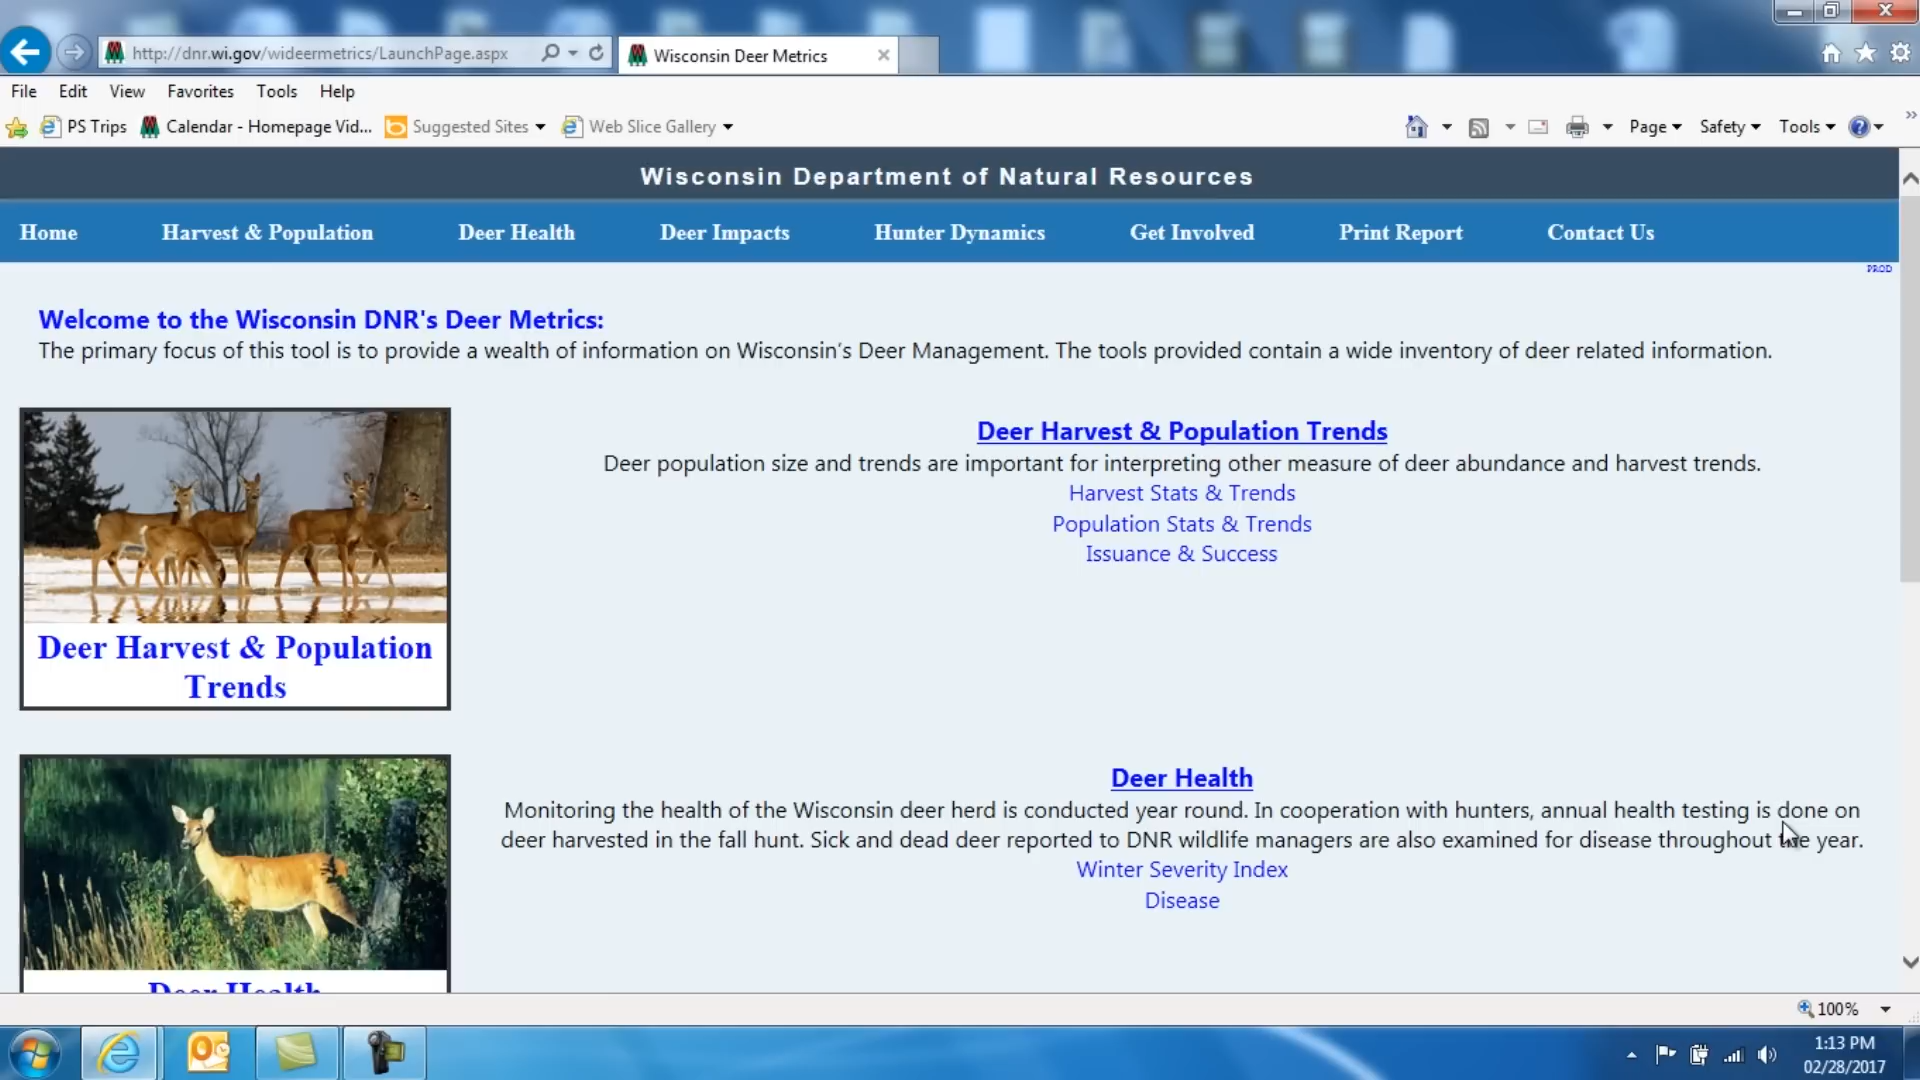 http://dnr.wi.gov/wideermetrics/LaunchPage.aspx
Wisconsin Deer Metrics
File Edit View Favorites Tools Help
PS Trips Calendar - Homepage Vid... Suggested Sites Web Slice Gallery Page Safety Tools
Wisconsin Department of Natural Resources
Home Harvest & Population Deer Health Deer Impacts Hunter Dynamics Get Involved Print Report Contact Us
PROD
Welcome to the Wisconsin DNR's Deer Metrics:
The primary focus of this tool is to provide a wealth of information on Wisconsin's Deer Management. The tools provided contain a wide inventory of deer related information.
Deer Harvest & Population Trends
Deer population size and trends are important for interpreting other measure of deer abundance and harvest trends.
Harvest Stats & Trends
Population Stats & Trends
Issuance & Success
Deer Harvest & Population
Trends
Deer Health
Monitoring the health of the Wisconsin deer herd is conducted year round. In cooperation with hunters, annual health testing is done on
deer harvested in the fall hunt. Sick and dead deer reported to DNR wildlife managers are also examined for disease throughout the year.
Winter Severity Index
Disease
Deer Health
100%
1:13 PM
02/28/2017